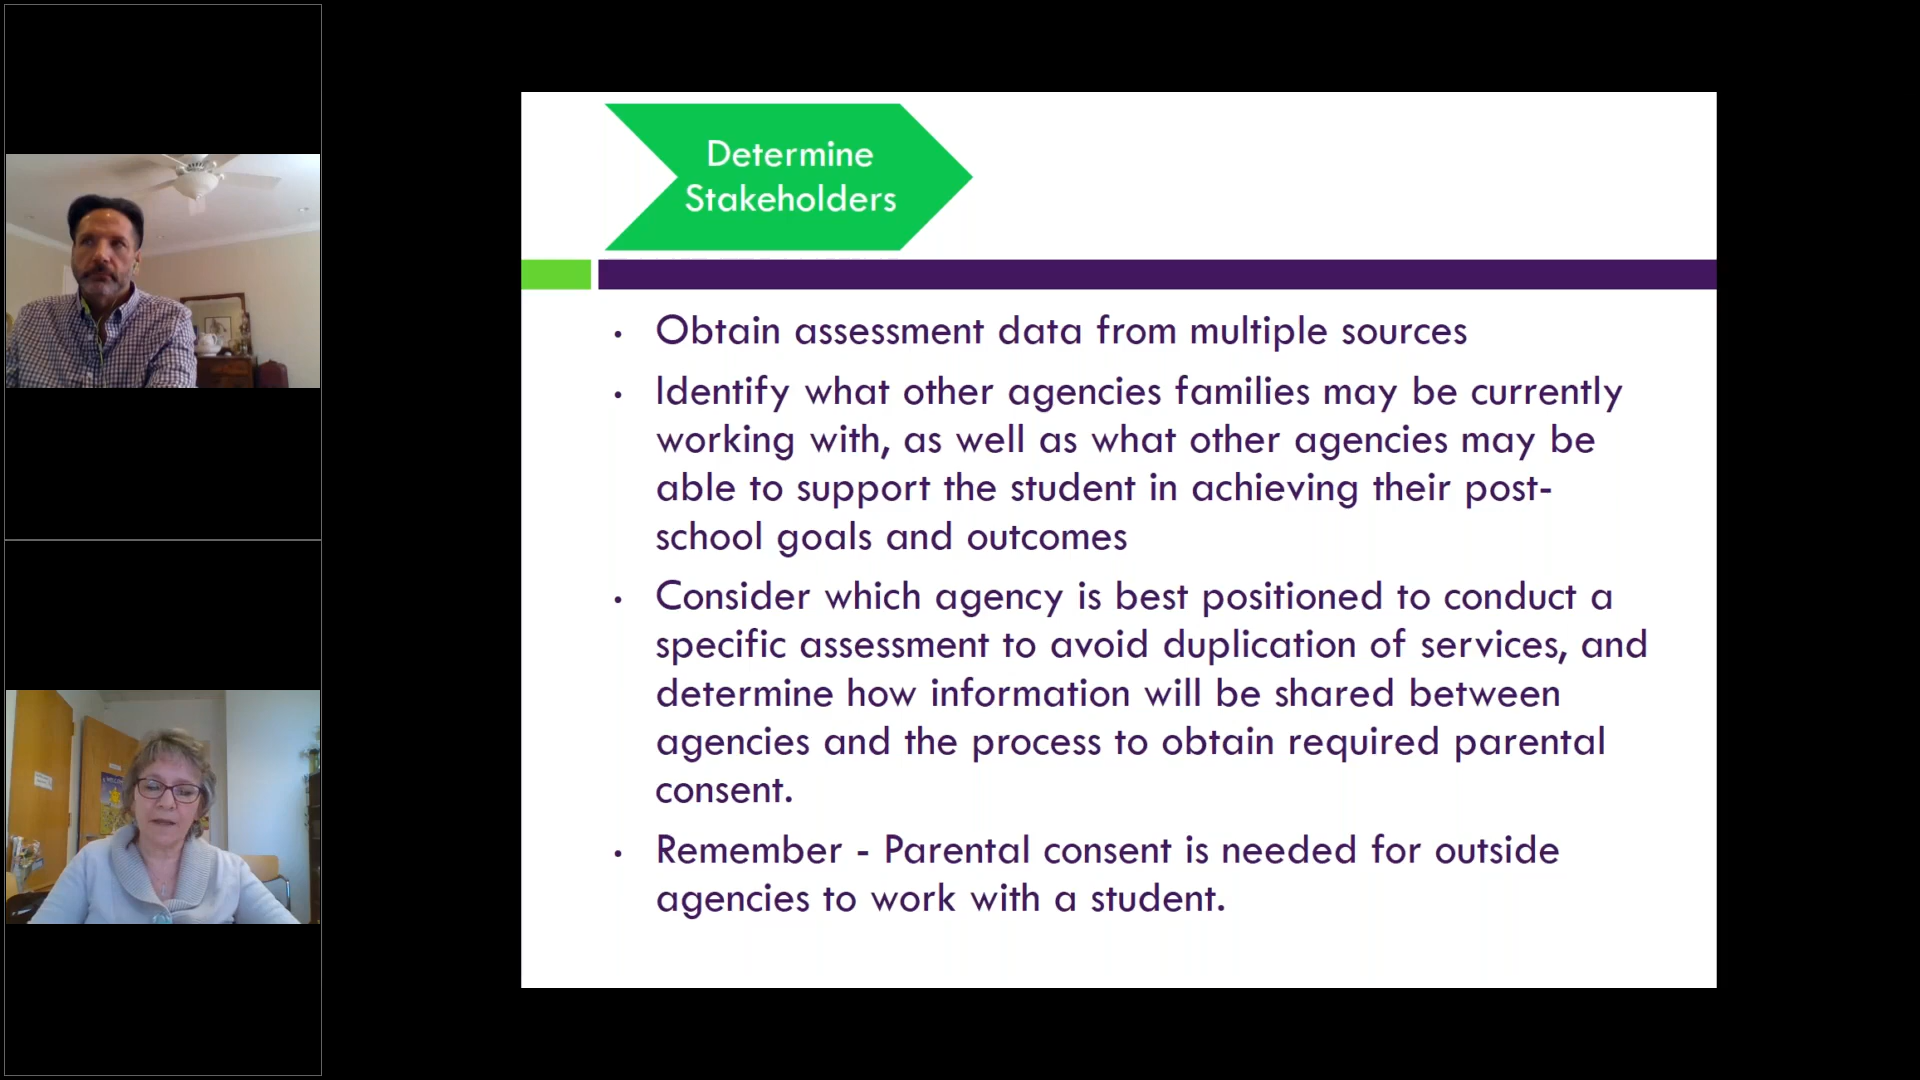 Determine
Stakeholders
• Obtain assessment data from multiple sources
• Identify what other agencies families may be currently
working with, as well as what other agencies may be
able to support the student in achieving their post-
school goals and outcomes
• Consider which agency is best positioned to conduct a
specific assessment to avoid duplication of services, and
determine how information will be shared between
agencies and the process to obtain required parental
consent.
• Remember - Parental consent is needed for outside
agencies to work with a student.